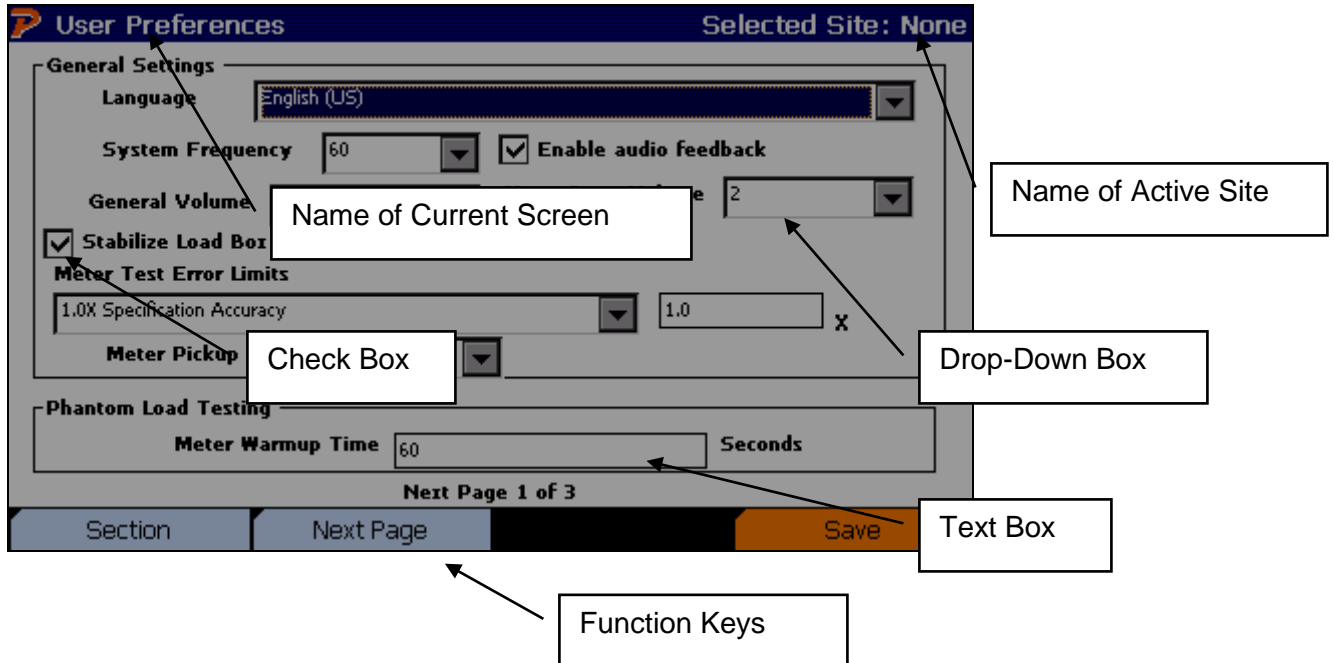 User Preferences Selected Site: None
General Settings
Language English (US)
System Frequency 60 Enable audio feedback
General Volume 2
Name of Current Screen
Name of Active Site
Stabilize Load Box
Meter Test Error Limits
1.0X Specification Accuracy 1.0 X
Meter Pickup
Check Box
Drop-Down Box
Phantom Load Testing
Meter Warmup Time 60 Seconds
Next Page 1 of 3
Section Next Page Save
Text Box
Function Keys